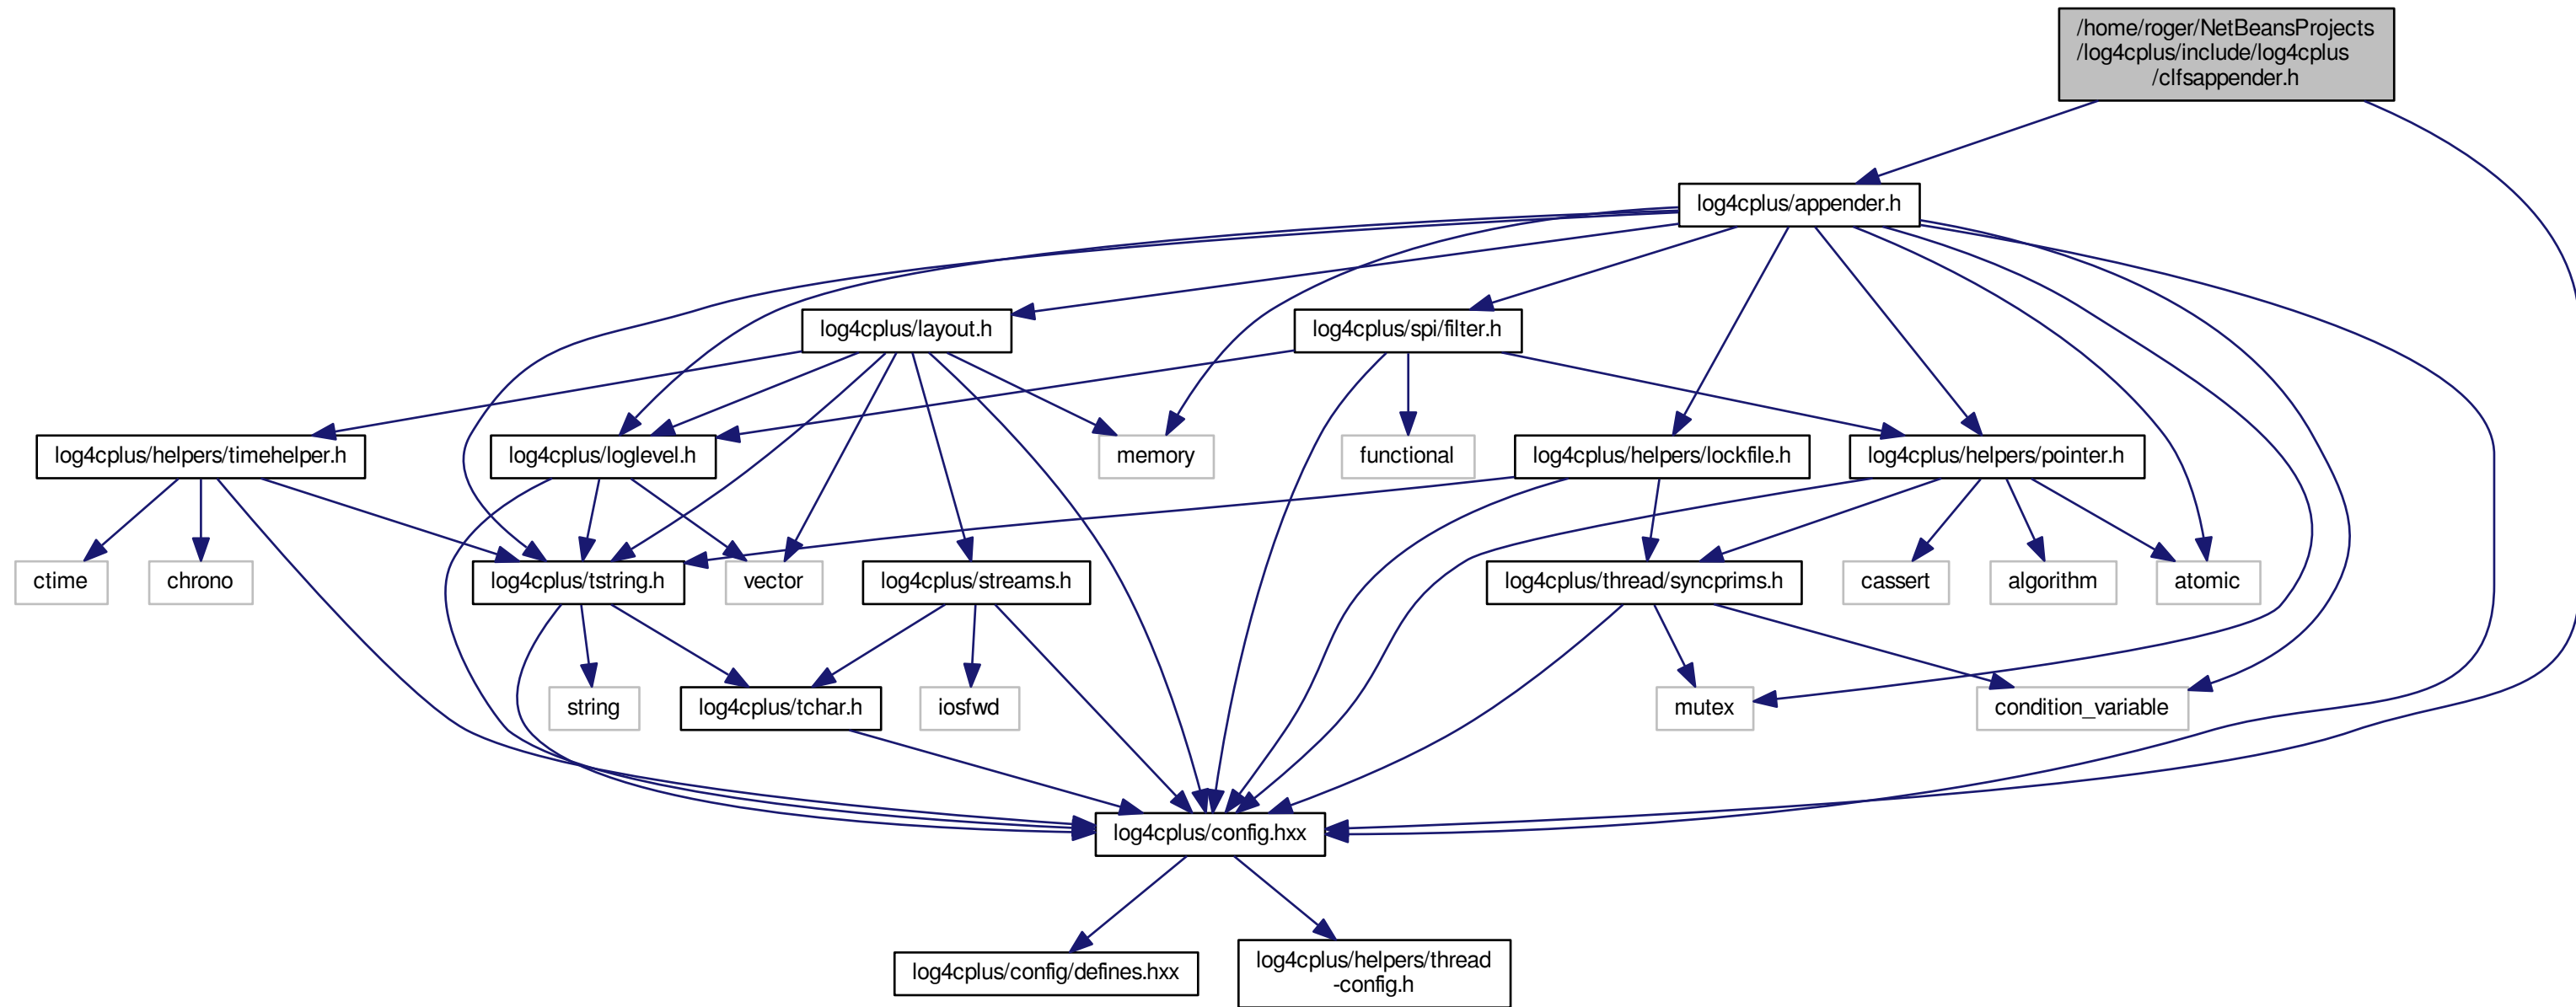 /home/roger/NetBeansProjects
/log4cplus/include/log4cplus
/clfsappender.h
log4cplus/appender.h
log4cplus/layout.h
log4cplus/spi/filter.h
log4cplus/helpers/timehelper.h
log4cplus/loglevel.h
memory
functional
log4cplus/helpers/lockfile.h
log4cplus/helpers/pointer.h
ctime
chrono
log4cplus/tstring.h
vector
log4cplus/streams.h
log4cplus/thread/syncprims.h
cassert
algorithm
atomic
string
log4cplus/tchar.h
iosfwd
mutex
condition_variable
log4cplus/config.hxx
log4cplus/config/defines.hxx
log4cplus/helpers/thread
-config.h